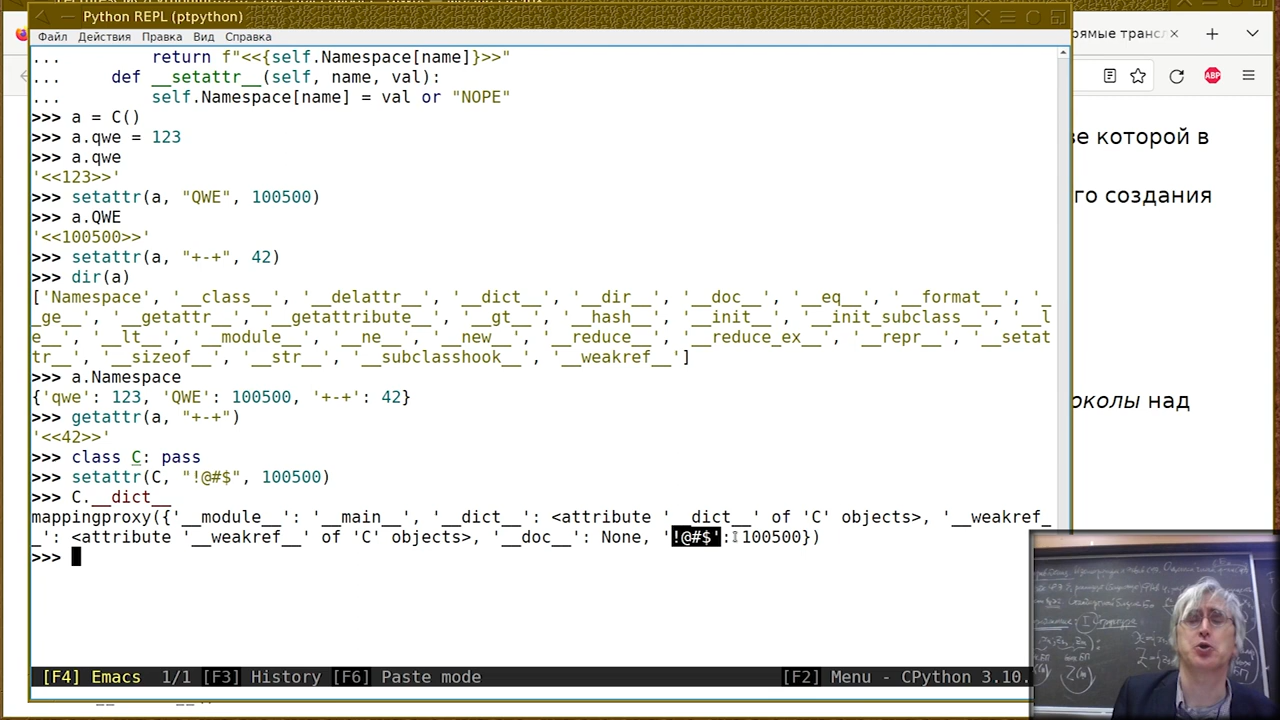 Python REPL (ptpython)
Файл Действия Правка Вид Справка
... return f"<<{self.Namespace[name]}>>"
... def __setattr__(self, name, val):
... self.Namespace[name] = val or "NOPE"
>>> a = C()
>>> a.qwe = 123
>>> a.qwe
'<<123>>'
>>> setattr(a, "QWE", 100500)
>>> a.QWE
'<<100500>>'
>>> setattr(a, "+-+", 42)
>>> dir(a)
['Namespace', '__class__', '__delattr__', '__dict__', '__dir__', '__doc__', '__eq__', '__format__', '_
_ge__', '__getattr__', '__getattribute__', '__gt__', '__hash__', '__init__', '__init_subclass__', '__l
e__', '__lt__', '__module__', '__ne__', '__new__', '__reduce__', '__reduce_ex__', '__repr__', '__setat
tr__', '__sizeof__', '__str__', '__subclasshook__', '__weakref__']
>>> a.Namespace
{'qwe': 123, 'QWE': 100500, '+-+': 42}
>>> getattr(a, "+-+")
'<<42>>'
>>> class C: pass
>>> setattr(C, "!@#$", 100500)
>>> C.__dict__
mappingproxy({'__module__': '__main__', '__dict__': <attribute '__dict__' of 'C' objects>, '__weakref_
_': <attribute '__weakref__' of 'C' objects>, '__doc__': None, '!@#$': 100500})
>>>
[F4] Emacs 1/1 [F3] History [F6] Paste mode [F2] Menu - CPython 3.10.
рямые трансл
ABP
которой в
го создания
околы над